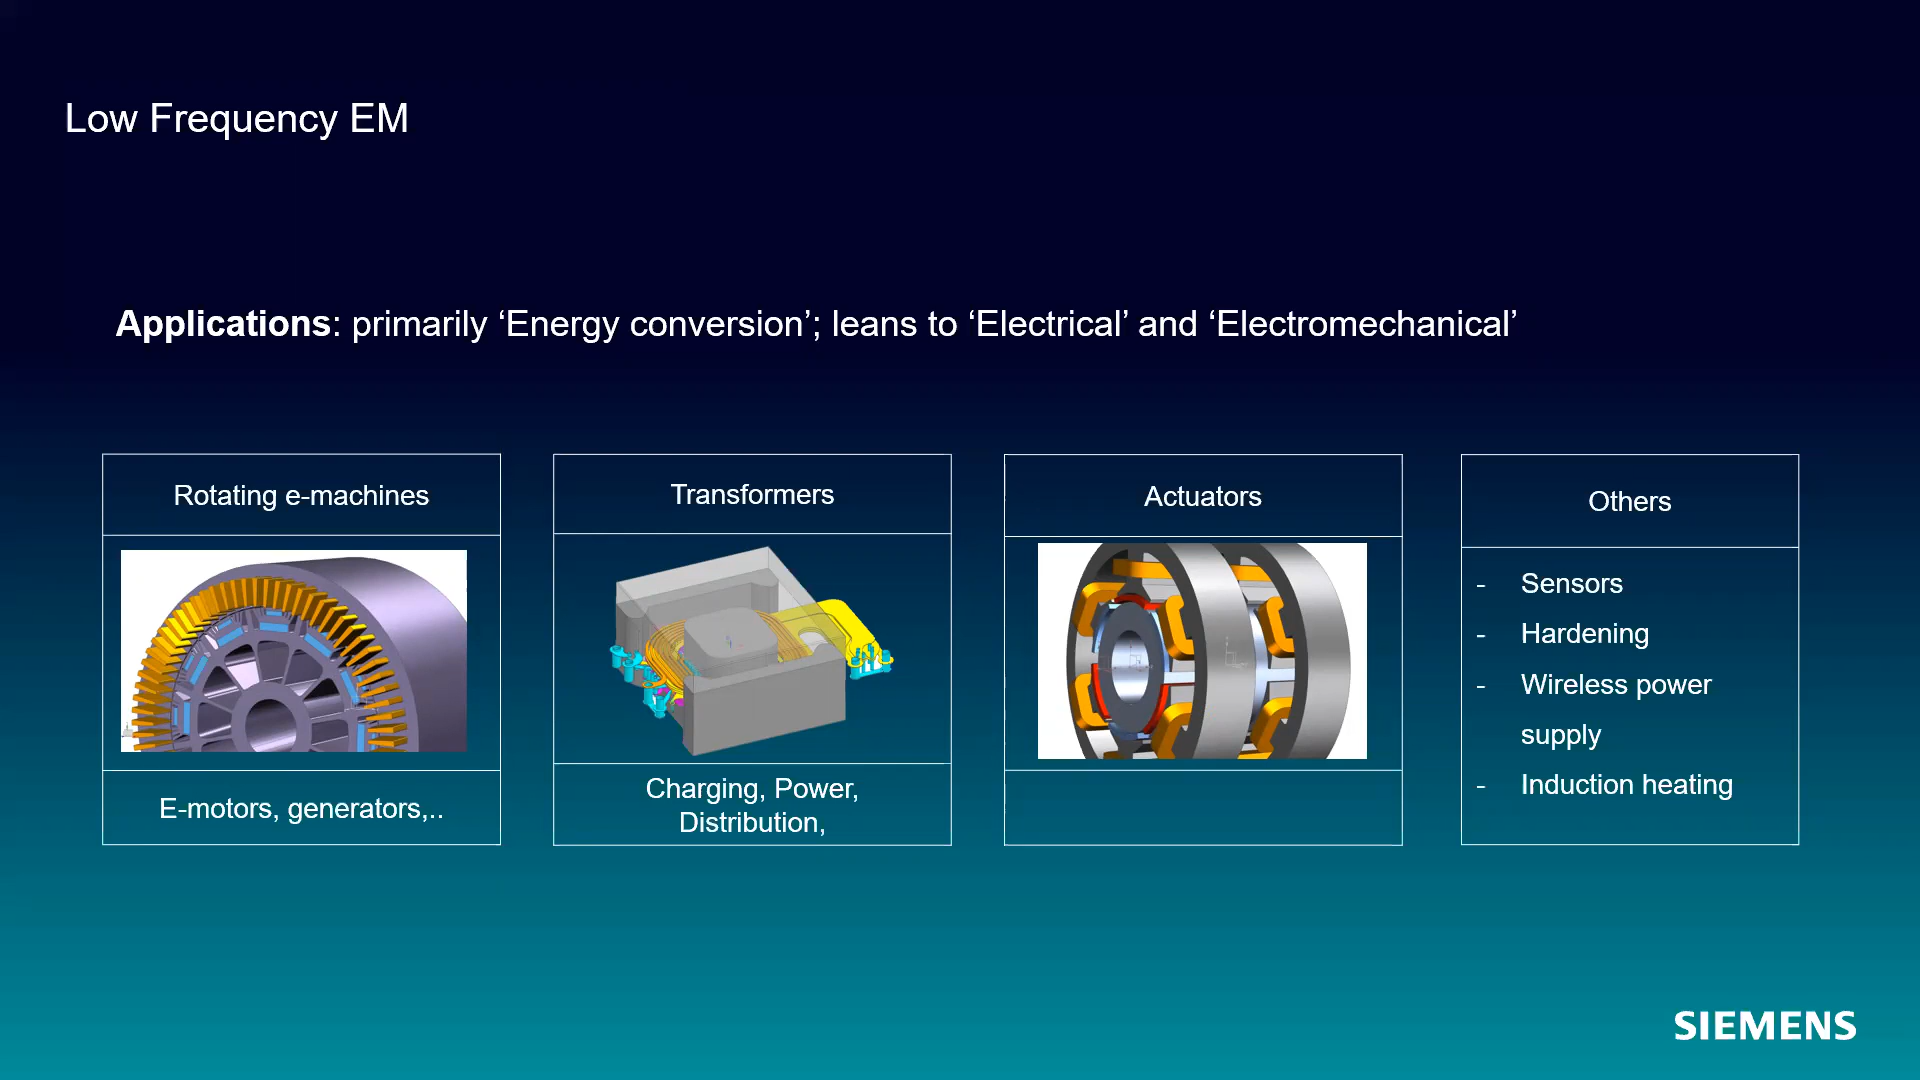 Low Frequency EM
Applications: primarily ‘Energy conversion’; leans to ‘Electrical’ and ‘Electromechanical’
Rotating e-machines
E-motors, generators,..
Transformers
Charging, Power,
Distribution,
Actuators
Others
- Sensors
- Hardening
- Wireless power
supply
- Induction heating
SIEMENS